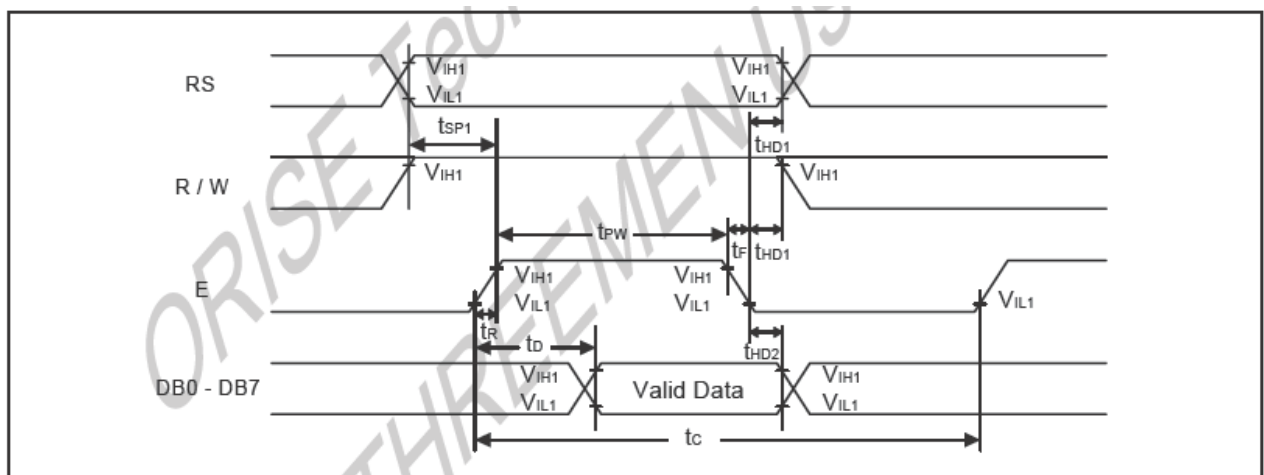 RS
VIH1
VIL1
VIH1
VIL1
tSP1
tHD1
R / W
VIH1
VIH1
tPW
tF
tHD1
E
VIH1
VIL1
VIH1
VIL1
VIL1
tR
tD
tHD2
DB0 - DB7
VIH1
VIL1
Valid Data
VIH1
VIL1
tC
ORISE Tech
THREEMEN Us